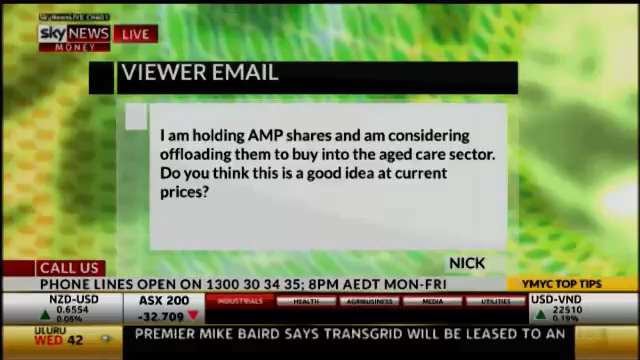 SKYNEWS LIVE
sky NEWS LIVE
MONEY
VIEWER EMAIL
I am holding AMP shares and am considering
offloading them to buy into the aged care sector.
Do you think this is a good idea at current
prices?
NICK
CALL US
PHONE LINES OPEN ON 1300 30 34 35; 8PM AEDT MON-FRI
YMYC TOP TIPS
NZD-USD ASX 200 INDUSTRIALS HEALTH AGRIBUSINESS MEDIA UTILITIES USD-VND
0.6554 -32.709 22510
0.05% 0.19%
ULURU
WED 42 PREMIER MIKE BAIRD SAYS TRANSGRID WILL BE LEASED TO AN